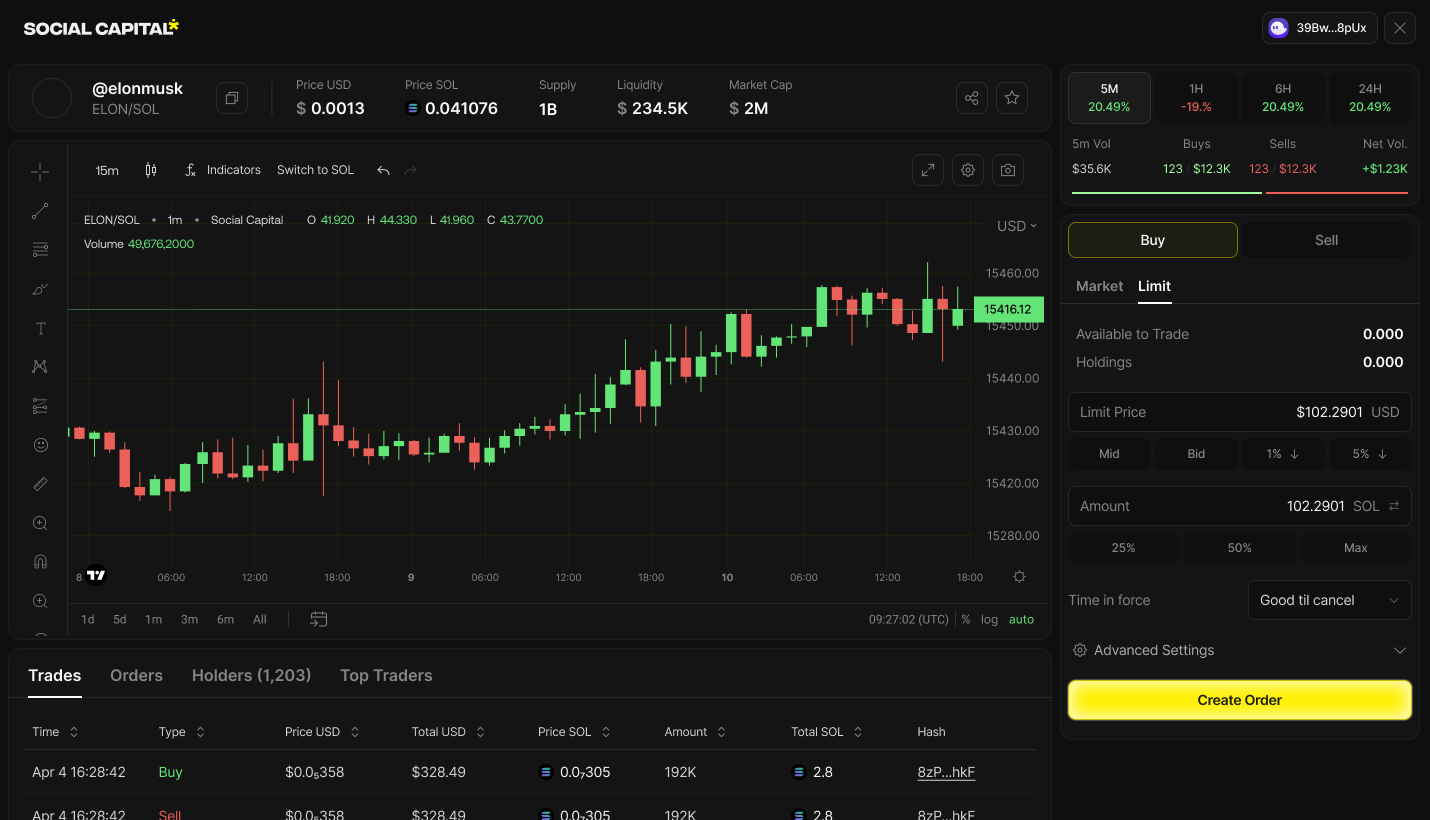 SOCIAL CAPITAL*
39Bw...8pUx
@elonmusk
ELON/SOL
Price USD
$ 0.0013
Price SOL
0.041076
Supply
1B
Liquidity
$ 234.5K
Market Cap
$ 2M
15m
Indicators
Switch to SOL
ELON/SOL • 1m • Social Capital O 41.920 H 44.330 L 41.960 C 43.7700
Volume 49,676,2000
USD
15460.00
15416.12
15450.00
15440.00
15430.00
15420.00
15280.00
8 06:00 12:00 18:00 9 06:00 12:00 18:00 10 06:00 12:00 18:00
1d 5d 1m 3m 6m All
09:27:02 (UTC) % log auto
5M 1H 6H 24H
20.49% -19.% 20.49% 20.49%
5m Vol Buys Sells Net Vol.
$35.6K 123 / $12.3K 123 / $12.3K +$1.23K
Buy Sell
Market Limit
Available to Trade 0.000
Holdings 0.000
Limit Price $102.2901 USD
Mid Bid 1% ↓ 5% ↓
Amount 102.2901 SOL
25% 50% Max
Time in force Good til cancel
Advanced Settings
Create Order
Trades Orders Holders (1,203) Top Traders
Time Type Price USD Total USD Price SOL Amount Total SOL Hash
Apr 4 16:28:42 Buy $0.0₅358 $328.49 0.0₇305 192K 2.8 8zP...hkF
Apr 4 16:28:42 Sell $0.0₅358 $328.49 0.0₇305 192K 2.8 8zP...hkF